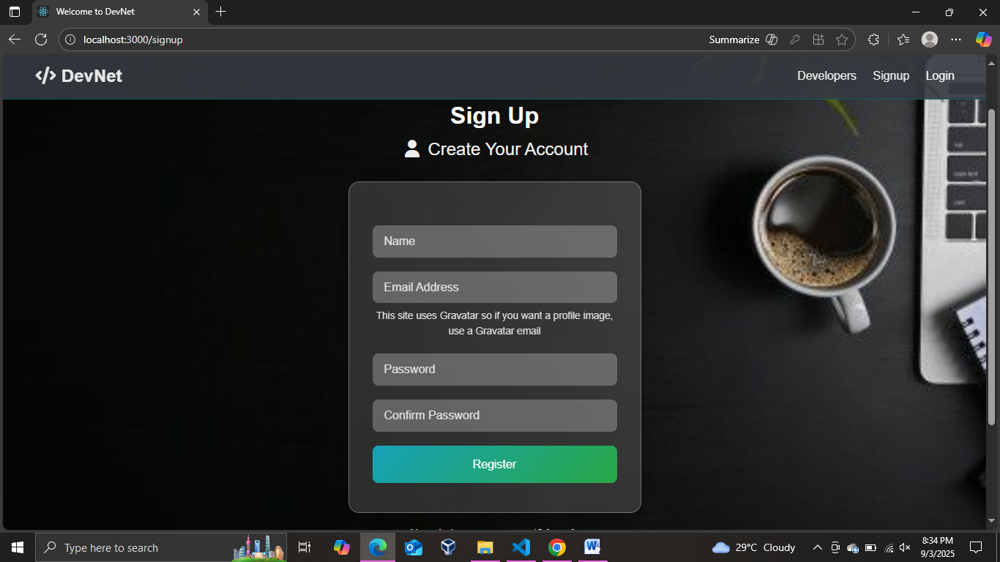 Welcome to DevNet
localhost:3000/signup
Summarize
</> DevNet
Developers
Signup
Login
Sign Up
Create Your Account
Name
Email Address
This site uses Gravatar so if you want a profile image,
use a Gravatar email
Password
Confirm Password
Register
Type here to search
29°C Cloudy
8:34 PM
9/3/2025